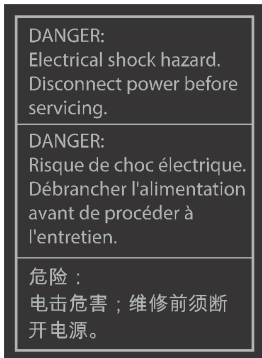 DANGER:
Electrical shock hazard.
Disconnect power before
servicing.
DANGER:
Risque de choc électrique.
Débrancher l'alimentation
avant de procéder à
l'entretien.
危险：
电击危害；维修前须断
开电源。